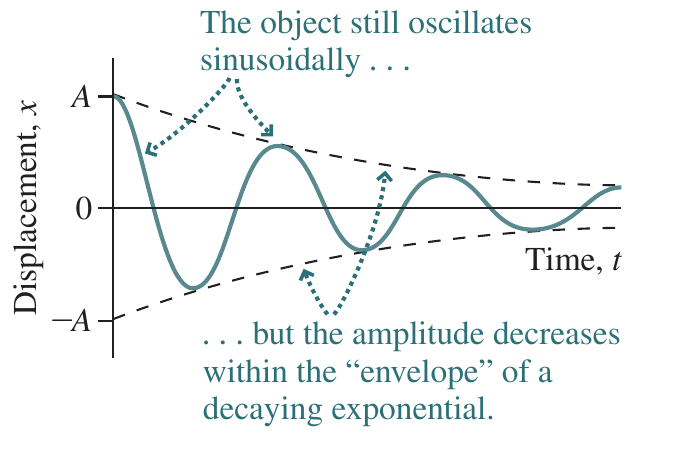 The object still oscillates
sinusoidally . . .
A
Displacement, x
0
Time, t
−A
. . . but the amplitude decreases
within the “envelope” of a
decaying exponential.